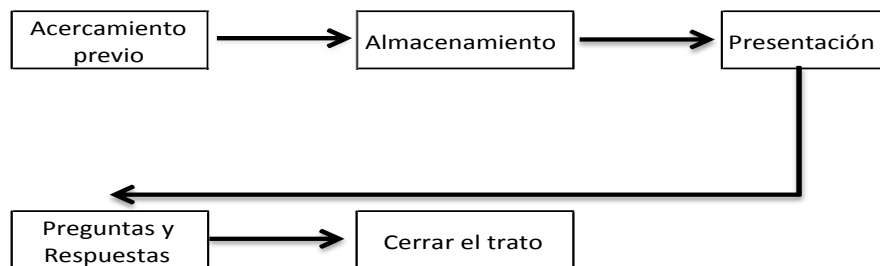 Acercamiento
previo
Almacenamiento
Presentación
Preguntas y
Respuestas
Cerrar el trato